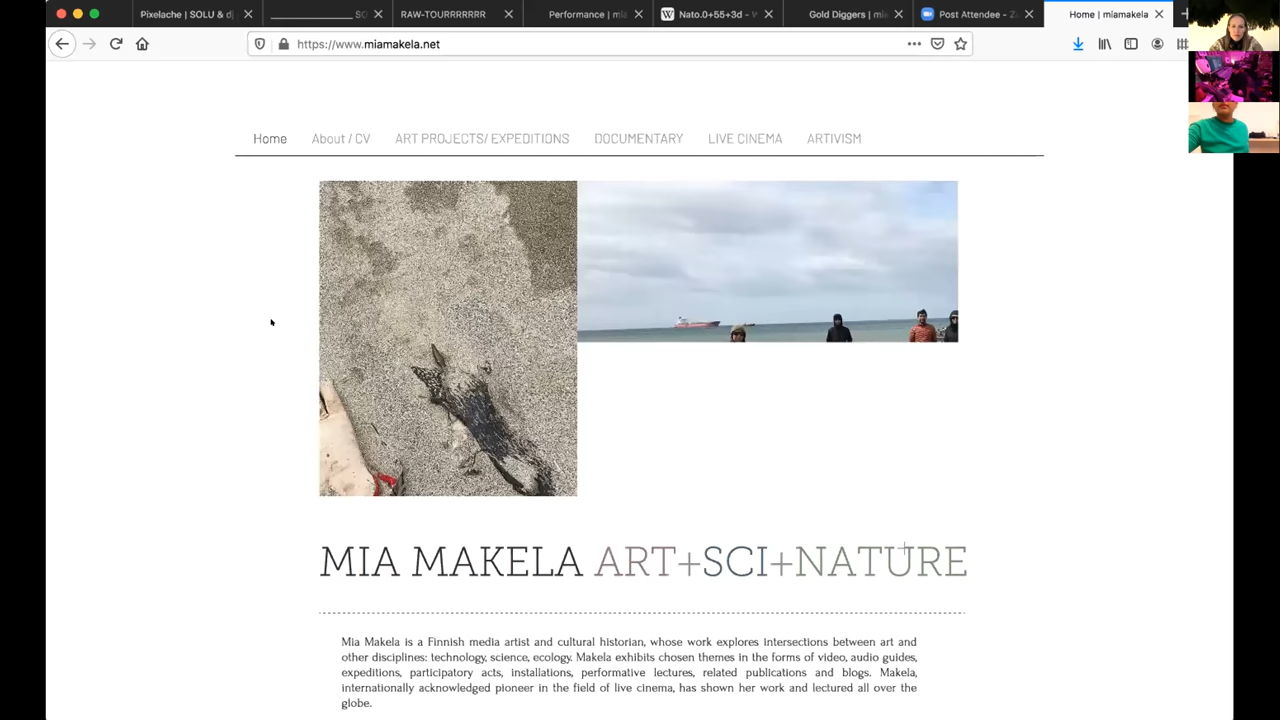 Pixelache | SOLU & dj
RAW-TOURRRRRRR
Performance | mia
Nato.0+55+3d -
Gold Diggers | mia
Post Attendee - Z
Home | miamakela
https://www.miamakela.net
Home About / CV ART PROJECTS/ EXPEDITIONS DOCUMENTARY LIVE CINEMA ARTIVISM
MIA MAKELA ART+SCI+NATURE
Mia Makela is a Finnish media artist and cultural historian, whose work explores intersections between art and
other disciplines: technology, science, ecology. Makela exhibits chosen themes in the forms of video, audio guides,
expeditions, participatory acts, installations, performative lectures, related publications and blogs. Makela,
internationally acknowledged pioneer in the field of live cinema, has shown her work and lectured all over the
globe.